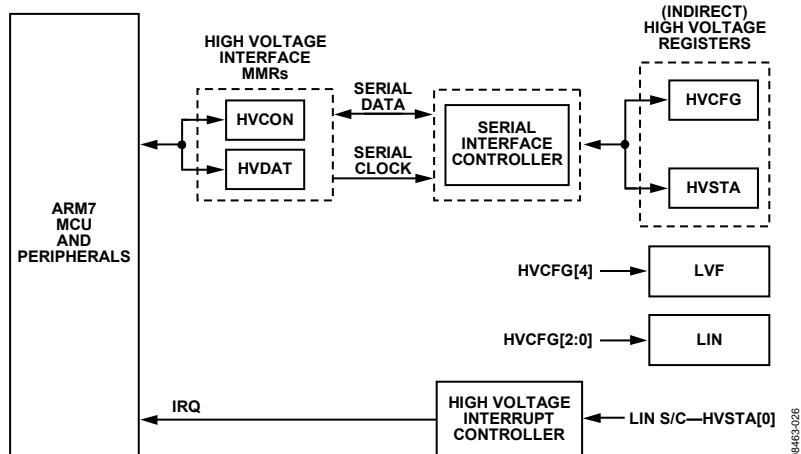 (INDIRECT)
HIGH VOLTAGE
REGISTERS
HIGH VOLTAGE
INTERFACE
MMRs
SERIAL
DATA
HVCON
HVCFG
SERIAL
INTERFACE
CONTROLLER
SERIAL
CLOCK
HVDAT
HVSTA
ARM7
MCU
AND
PERIPHERALS
HVCFG[4]
LVF
HVCFG[2:0]
LIN
IRQ
HIGH VOLTAGE
INTERRUPT
CONTROLLER
LIN S/C—HVSTA[0]